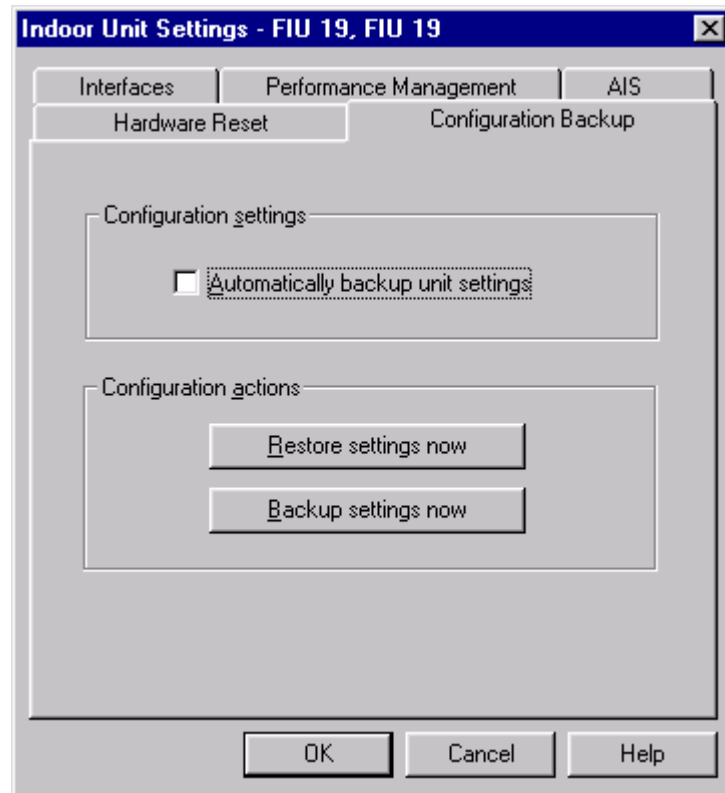 Indoor Unit Settings - FIU 19, FIU 19
Interfaces Performance Management AIS
Hardware Reset Configuration Backup
Configuration settings
Automatically backup unit settings
Configuration actions
Restore settings now
Backup settings now
OK Cancel Help